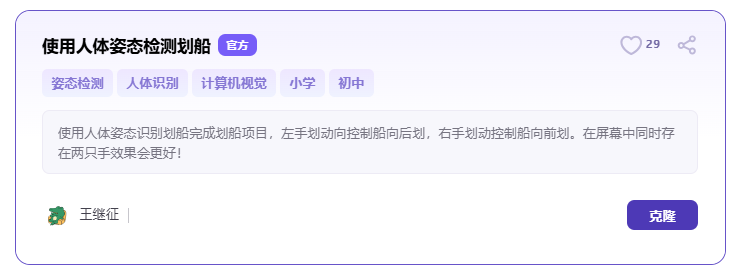 使用人体姿态检测划船 官方 29
姿态检测 人体识别 计算机视觉 小学 初中
使用人体姿态识别划船完成划船项目，左手划动向控制船向后划，右手划动控制船向前划。在屏幕中同时存
在两只手效果会更好！
王继征 克隆